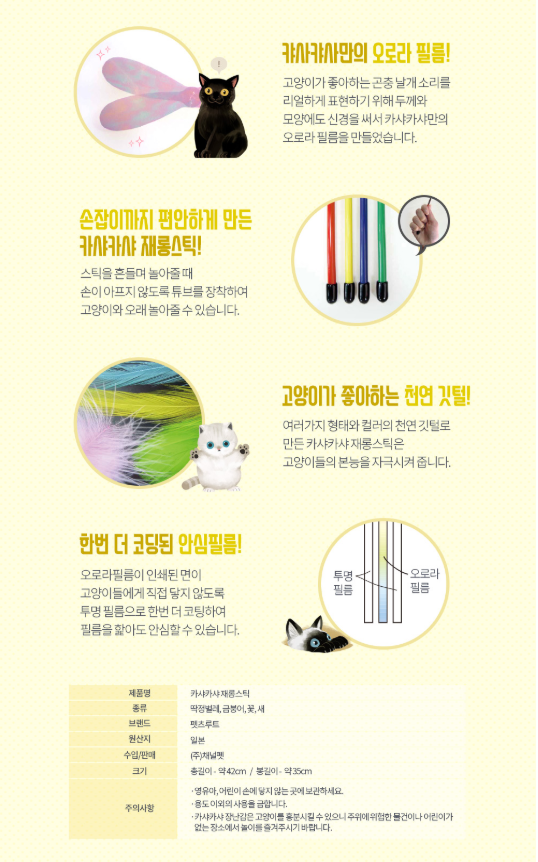 카샤카샤만의 오로라 필름!
고양이가 좋아하는 곤충 날개 소리를
리얼하게 표현하기 위해 두께와
모양에도 신경을 써서 카샤카샤만의
오로라 필름을 만들었습니다.
!
손잡이까지 편안하게 만든
카샤카샤 재롱스틱!
스틱을 흔들며 놀아줄 때
손이 아프지 않도록 튜브를 장착하여
고양이와 오래 놀아줄 수 있습니다.
고양이가 좋아하는 천연 깃털!
여러가지 형태와 컬러의 천연 깃털로
만든 카샤카샤 재롱스틱은
고양이들의 본능을 자극시켜 줍니다.
한번 더 코딩된 안심필름!
오로라필름이 인쇄된 면이
고양이들에게 직접 닿지 않도록
투명 필름으로 한번 더 코팅하여
필름을 핥아도 안심할 수 있습니다.
투명
필름
오로라
필름
제품명 카샤카샤 재롱스틱
종류 딱정벌레, 금붕어, 꽃, 새
브랜드 펫츠루트
원산지 일본
수입/판매 (주)채널펫
크기 총길이 - 약 42cm / 봉길이 - 약 35cm
주의사항
· 영유아, 어린이 손에 닿지 않는 곳에 보관하세요.
· 용도 이외의 사용을 금합니다.
· 카샤카샤 장난감은 고양이를 흥분시킬 수 있으니 주위에 위험한 물건이나 어린이가
없는 장소에서 놀이를 즐겨주시기 바랍니다.